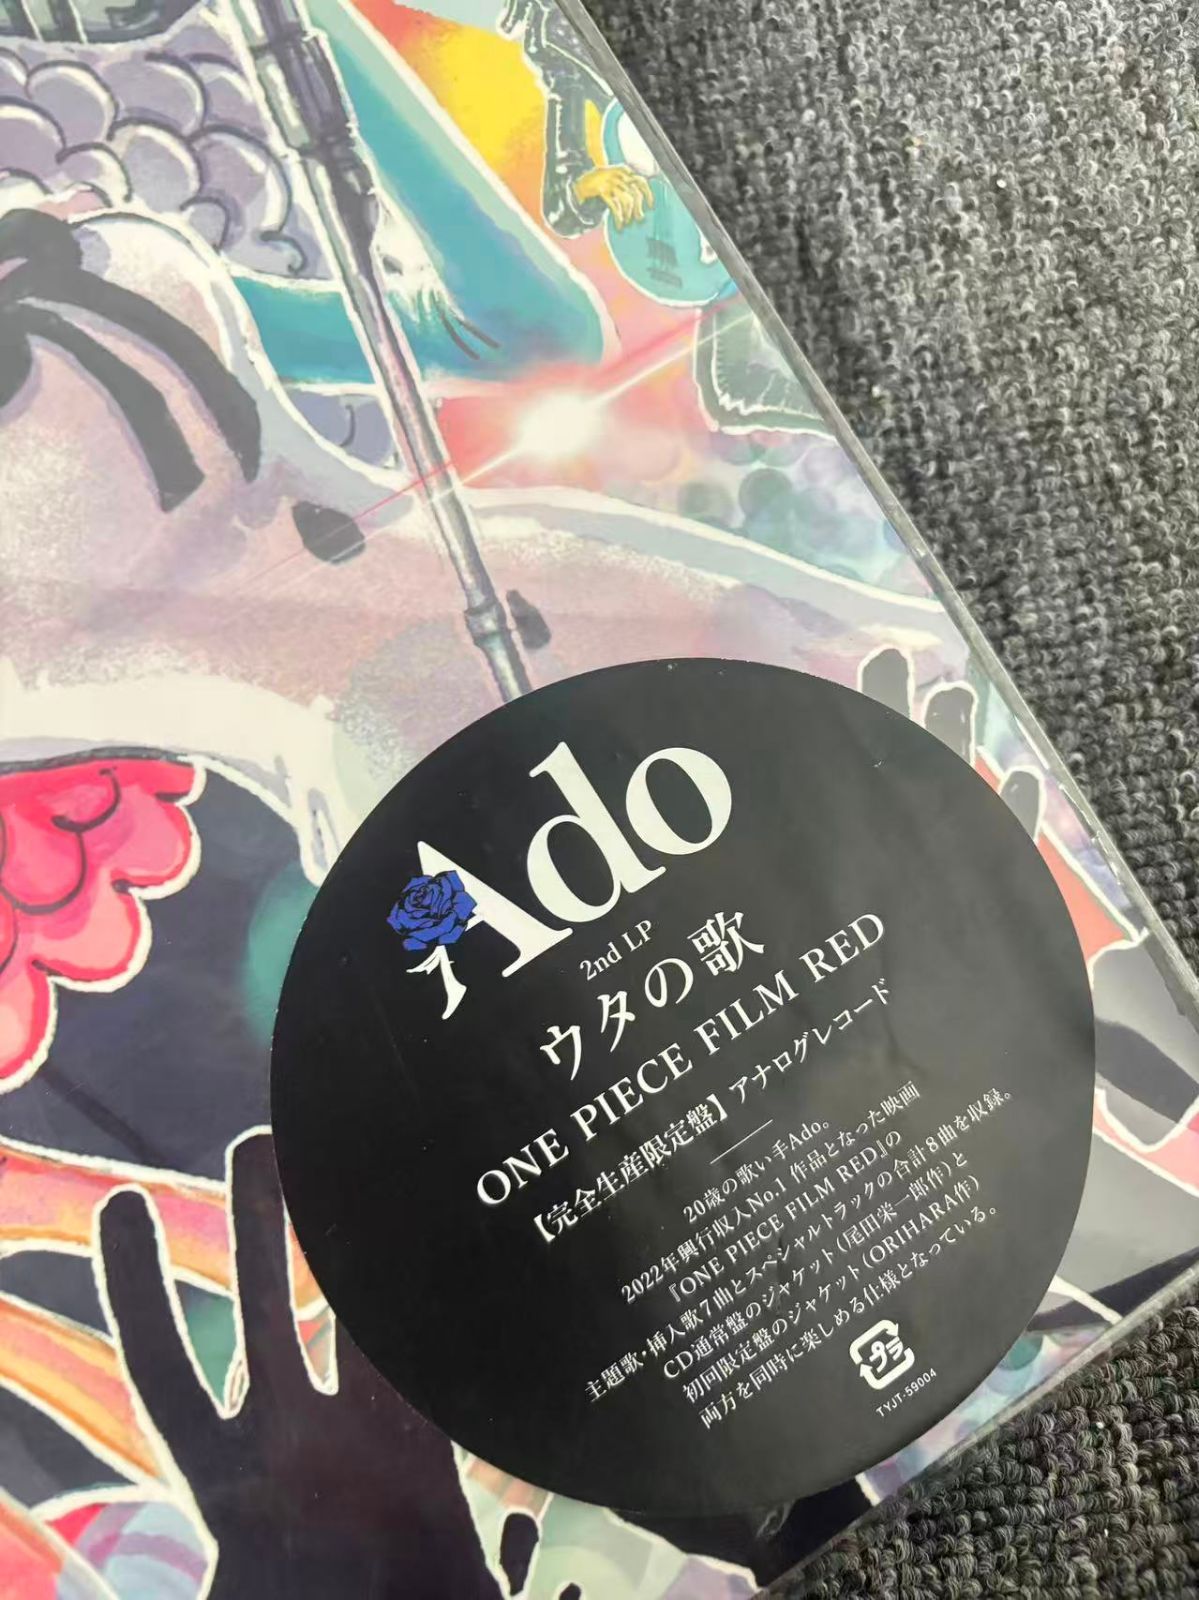 Ado
2nd LP
ウタの歌
ONE PIECE FILM RED
【完全生産限定盤】アナログレコード
20歳の歌い手Ado。
2022年興行収入No.1 作品となった映画
『ONE PIECE FILM RED』の
主題歌・挿入歌7曲とスペシャルトラックの合計8曲を収録。
CD通常盤のジャケット(尾田栄一郎作)と
初回限定盤のジャケット(ORIHARA作)
両方を同時に楽しめる仕様となっている。
プラ
TYJT-59004